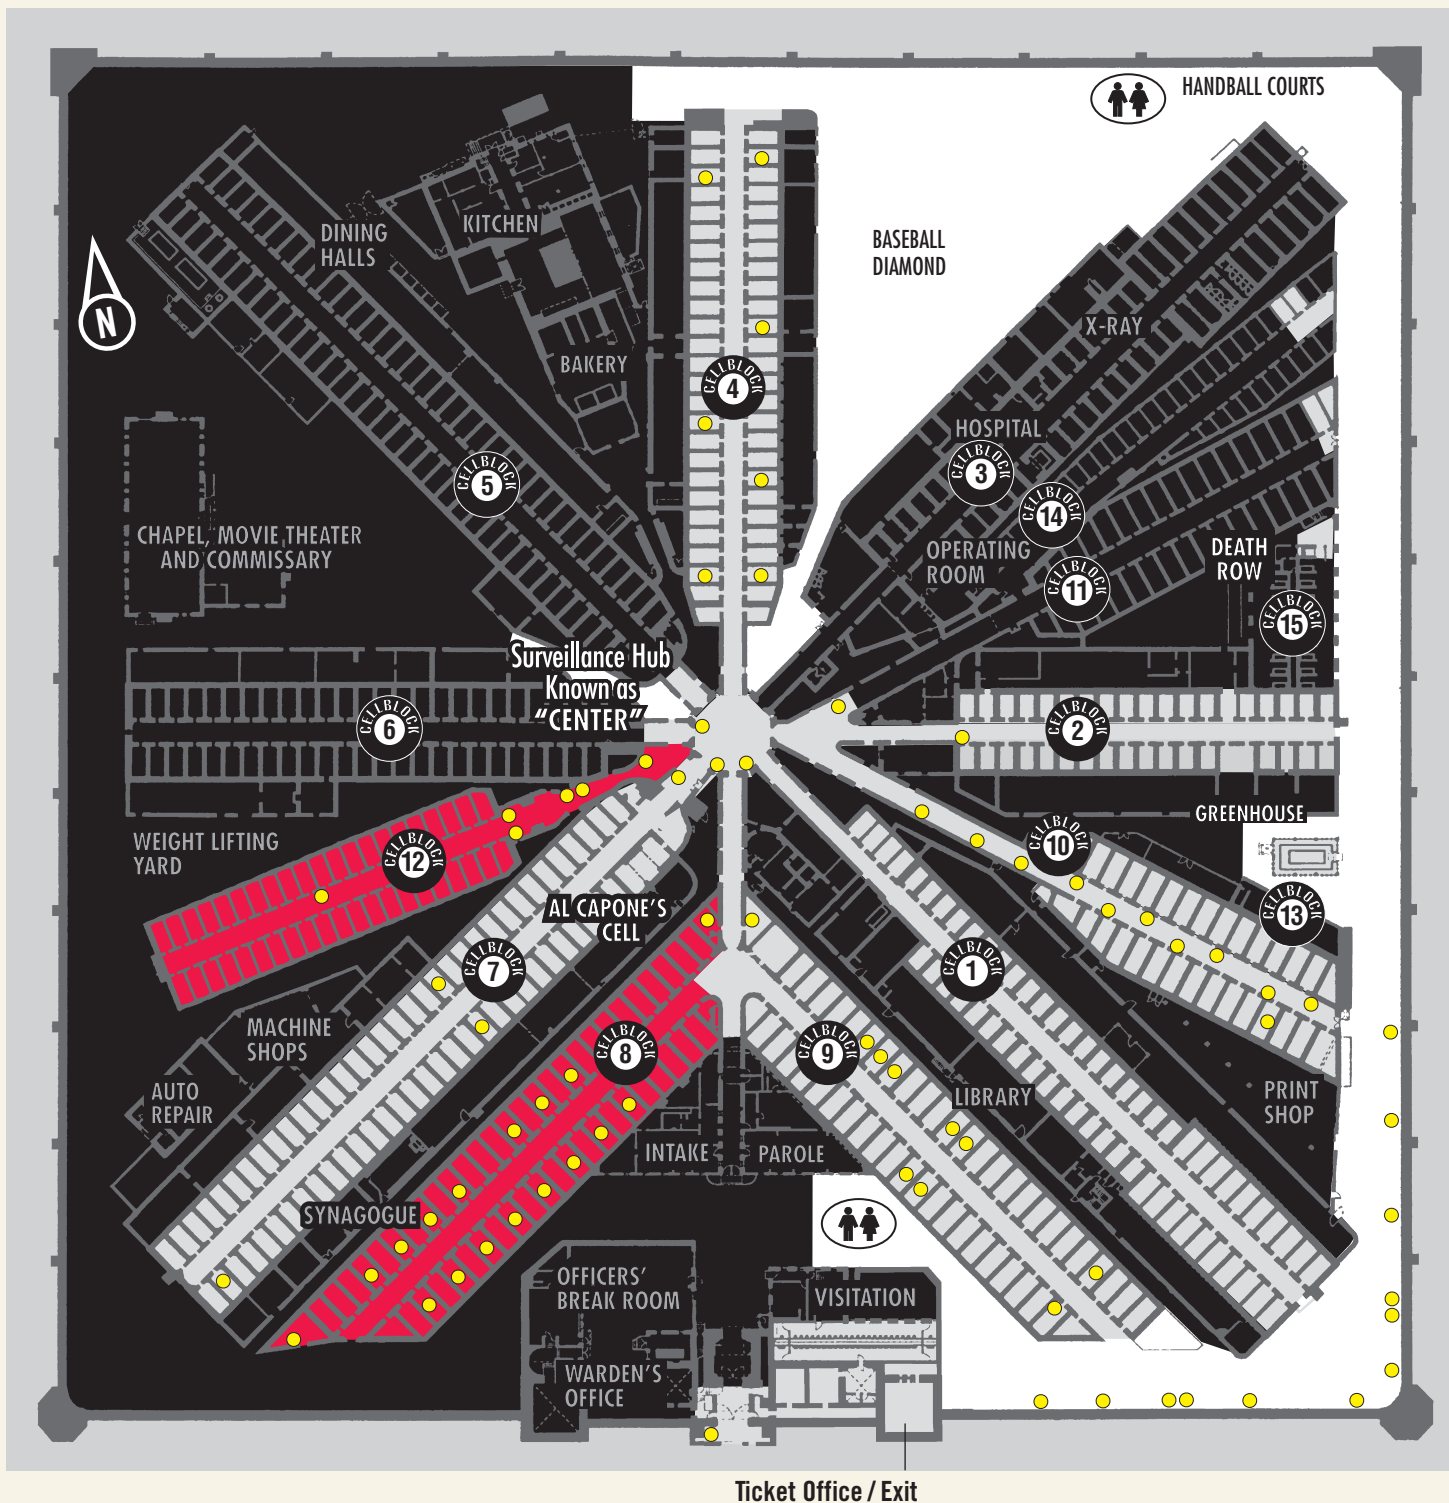 HANDBALL COURTS
KITCHEN
DINING
HALLS
BASEBALL
DIAMOND
N
X-RAY
BAKERY
CELLBLOCK
4
HOSPITAL
CELLBLOCK
3
CELLBLOCK
5
CELLBLOCK
14
CHAPEL, MOVIE THEATER
AND COMMISSARY
OPERATING
ROOM
DEATH
ROW
CELLBLOCK
11
CELLBLOCK
15
Surveillance Hub
Known as
"CENTER"
CELLBLOCK
6
CELLBLOCK
2
GREENHOUSE
WEIGHT LIFTING
YARD
CELLBLOCK
12
CELLBLOCK
10
AL CAPONE'S
CELL
CELLBLOCK
13
CELLBLOCK
7
CELLBLOCK
1
MACHINE
SHOPS
CELLBLOCK
8
CELLBLOCK
9
AUTO
REPAIR
LIBRARY
PRINT
SHOP
INTAKE
PAROLE
SYNAGOGUE
OFFICERS'
BREAK ROOM
VISITATION
WARDEN'S
OFFICE
Ticket Office / Exit